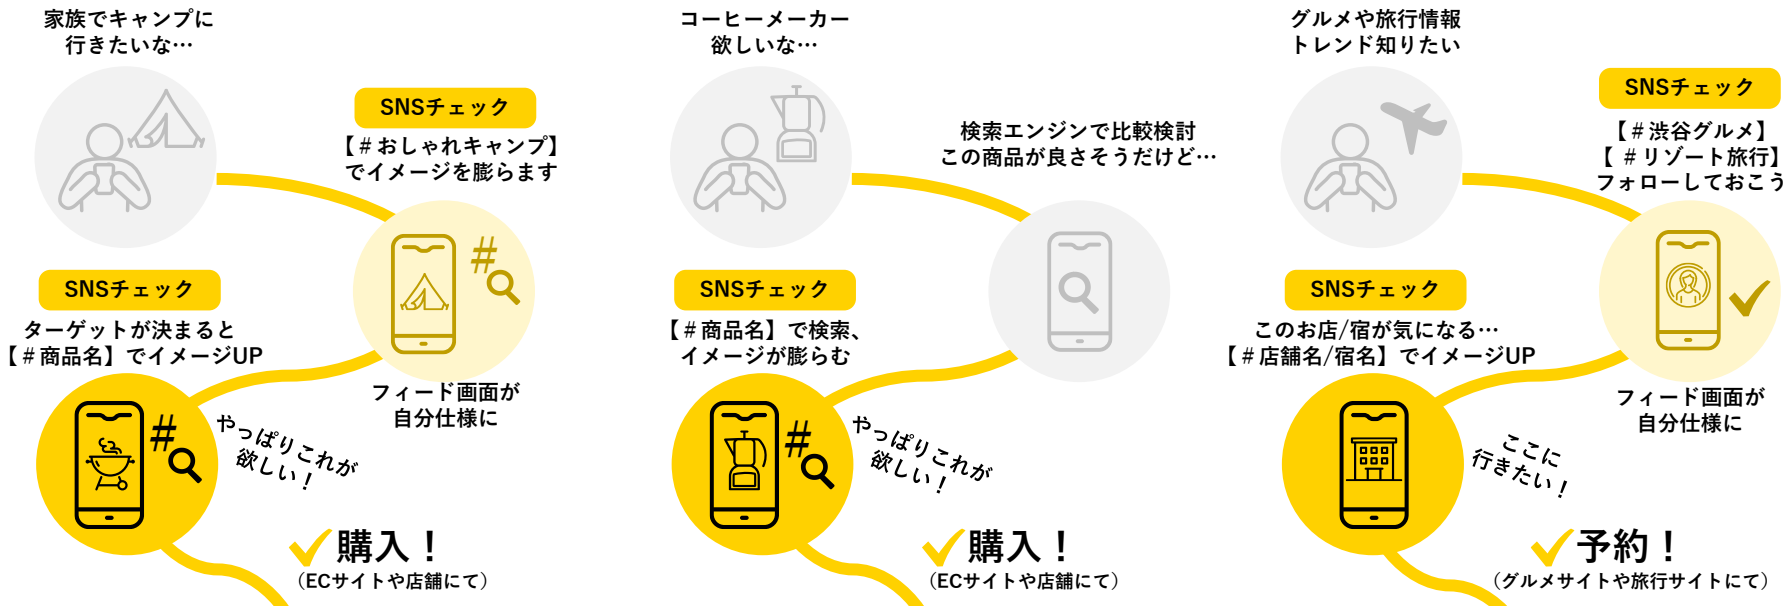 家族でキャンプに
行きたいな…
SNSチェック
【#おしゃれキャンプ】
でイメージを膨らます
フィード画面が
自分仕様に
SNSチェック
ターゲットが決まると
【#商品名】でイメージUP
#
#
やっぱりこれが
欲しい！
購入！
（ECサイトや店舗にて）
コーヒーメーカー
欲しいな…
検索エンジンで比較検討
この商品が良さそうだけど…
SNSチェック
【#商品名】で検索、
イメージが膨らむ
#
やっぱりこれが
欲しい！
購入！
（ECサイトや店舗にて）
グルメや旅行情報
トレンド知りたい
SNSチェック
【#渋谷グルメ】
【 #リゾート旅行】
フォローしておこう
フィード画面が
自分仕様に
SNSチェック
このお店/宿が気になる…
【#店舗名/宿名】でイメージUP
ここに
行きたい！
予約！
（グルメサイトや旅行サイトにて）